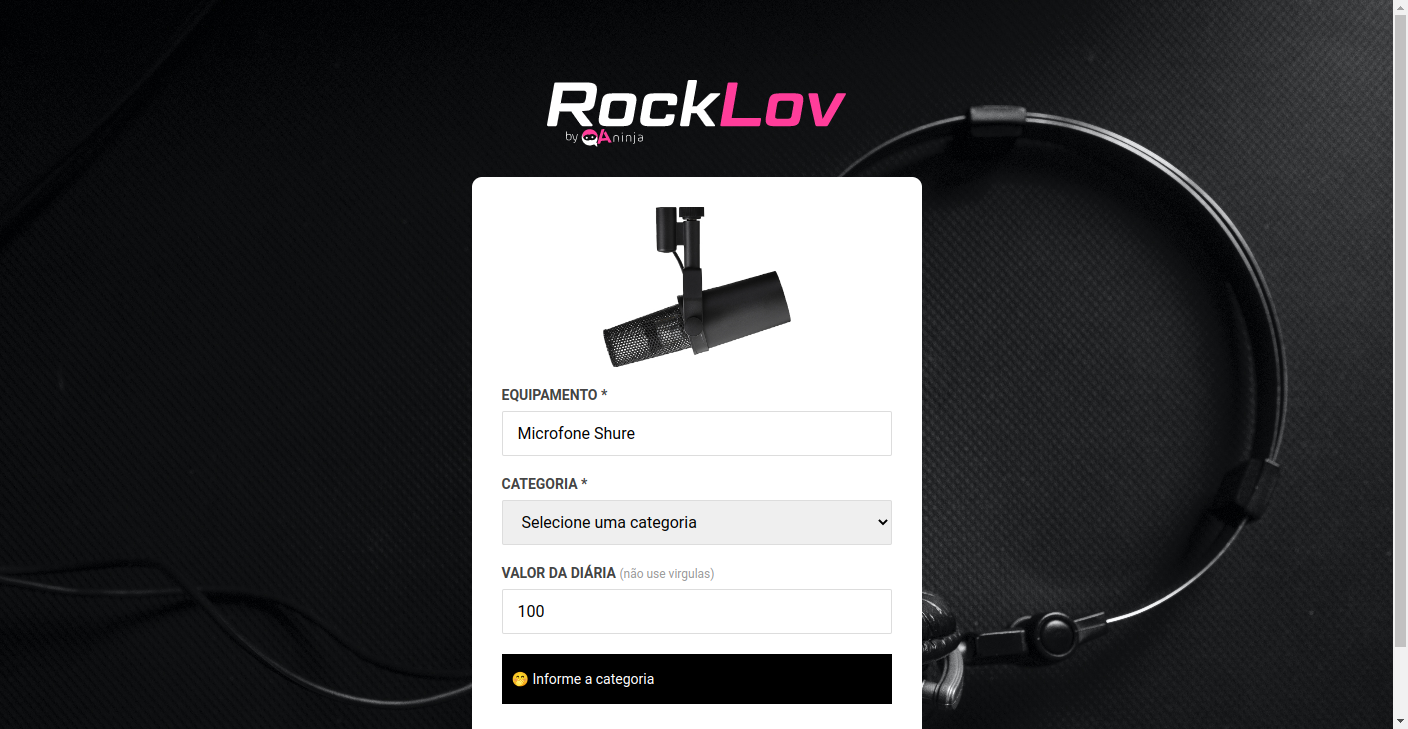 RockLov
by QAninja
EQUIPAMENTO *
Microfone Shure
CATEGORIA *
Selecione uma categoria
VALOR DA DIÁRIA (não use virgulas)
100
🤭 Informe a categoria